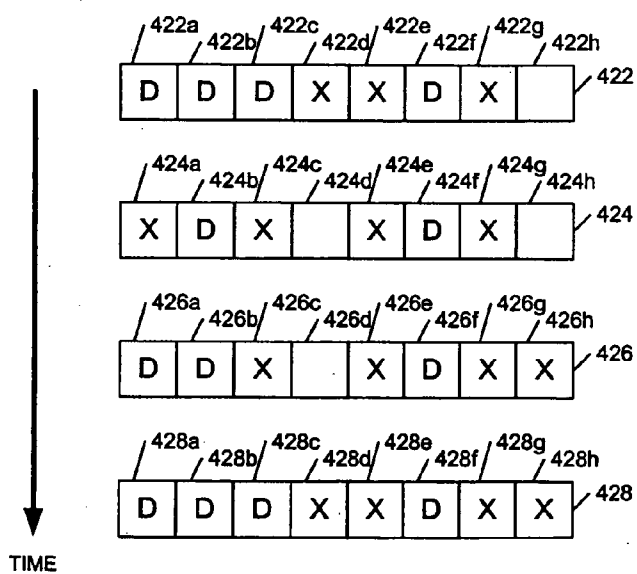 422a 422b 422c 422d 422e 422f 422g 422h
D D D X X D X 422
424a 424b 424c 424d 424e 424f 424g 424h
X D X X D X 424
426a 426b 426c 426d 426e 426f 426g 426h
D D X X D X X 426
428a 428b 428c 428d 428e 428f 428g 428h
D D D X X D X X 428
TIME